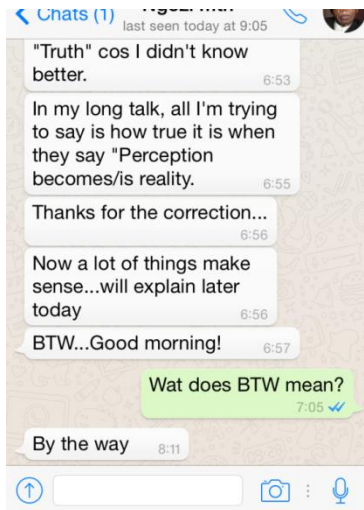 Chats (1)
last seen today at 9:05
"Truth" cos I didn't know
better.
6:53
In my long talk, all I'm trying
to say is how true it is when
they say "Perception
becomes/is reality.
6:55
Thanks for the correction...
6:56
Now a lot of things make
sense...will explain later
today
6:56
BTW...Good morning!
6:57
Wat does BTW mean?
7:05
By the way
8:11